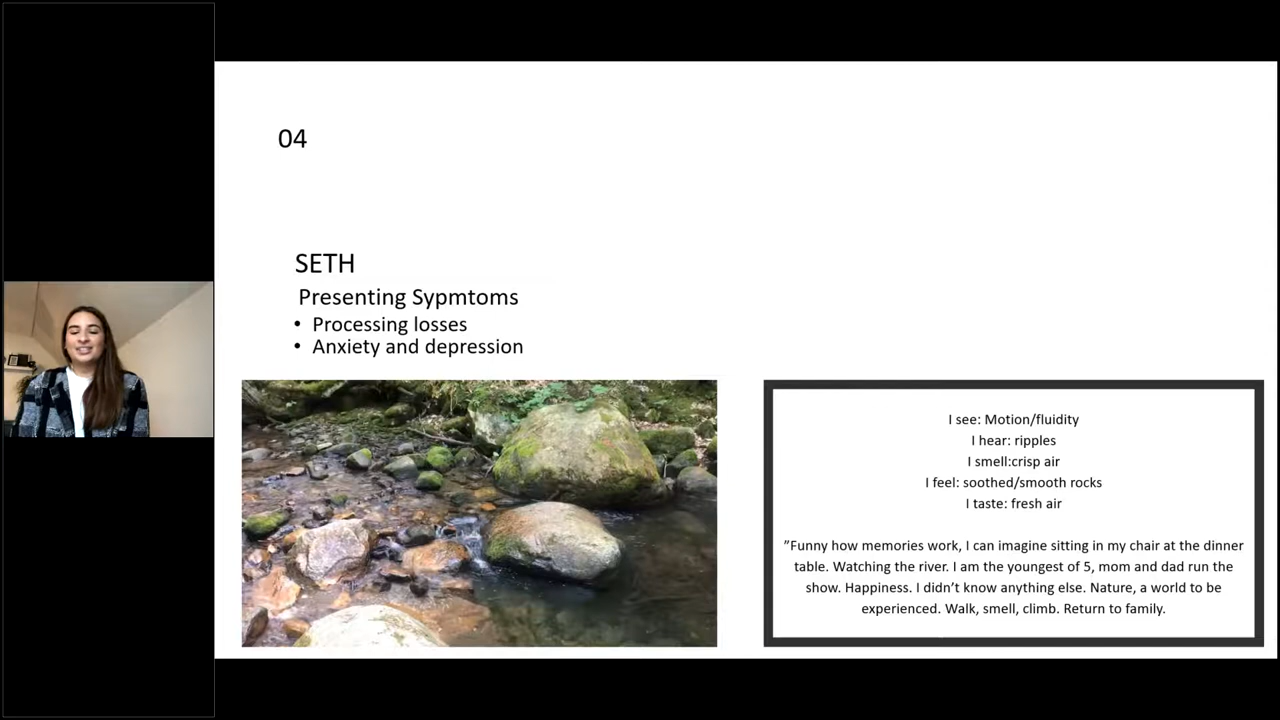 04
SETH
Presenting Sypmtoms
• Processing losses
• Anxiety and depression
I see: Motion/fluidity
I hear: ripples
I smell:crisp air
I feel: soothed/smooth rocks
I taste: fresh air
”Funny how memories work, I can imagine sitting in my chair at the dinner
table. Watching the river. I am the youngest of 5, mom and dad run the
show. Happiness. I didn’t know anything else. Nature, a world to be
experienced. Walk, smell, climb. Return to family.